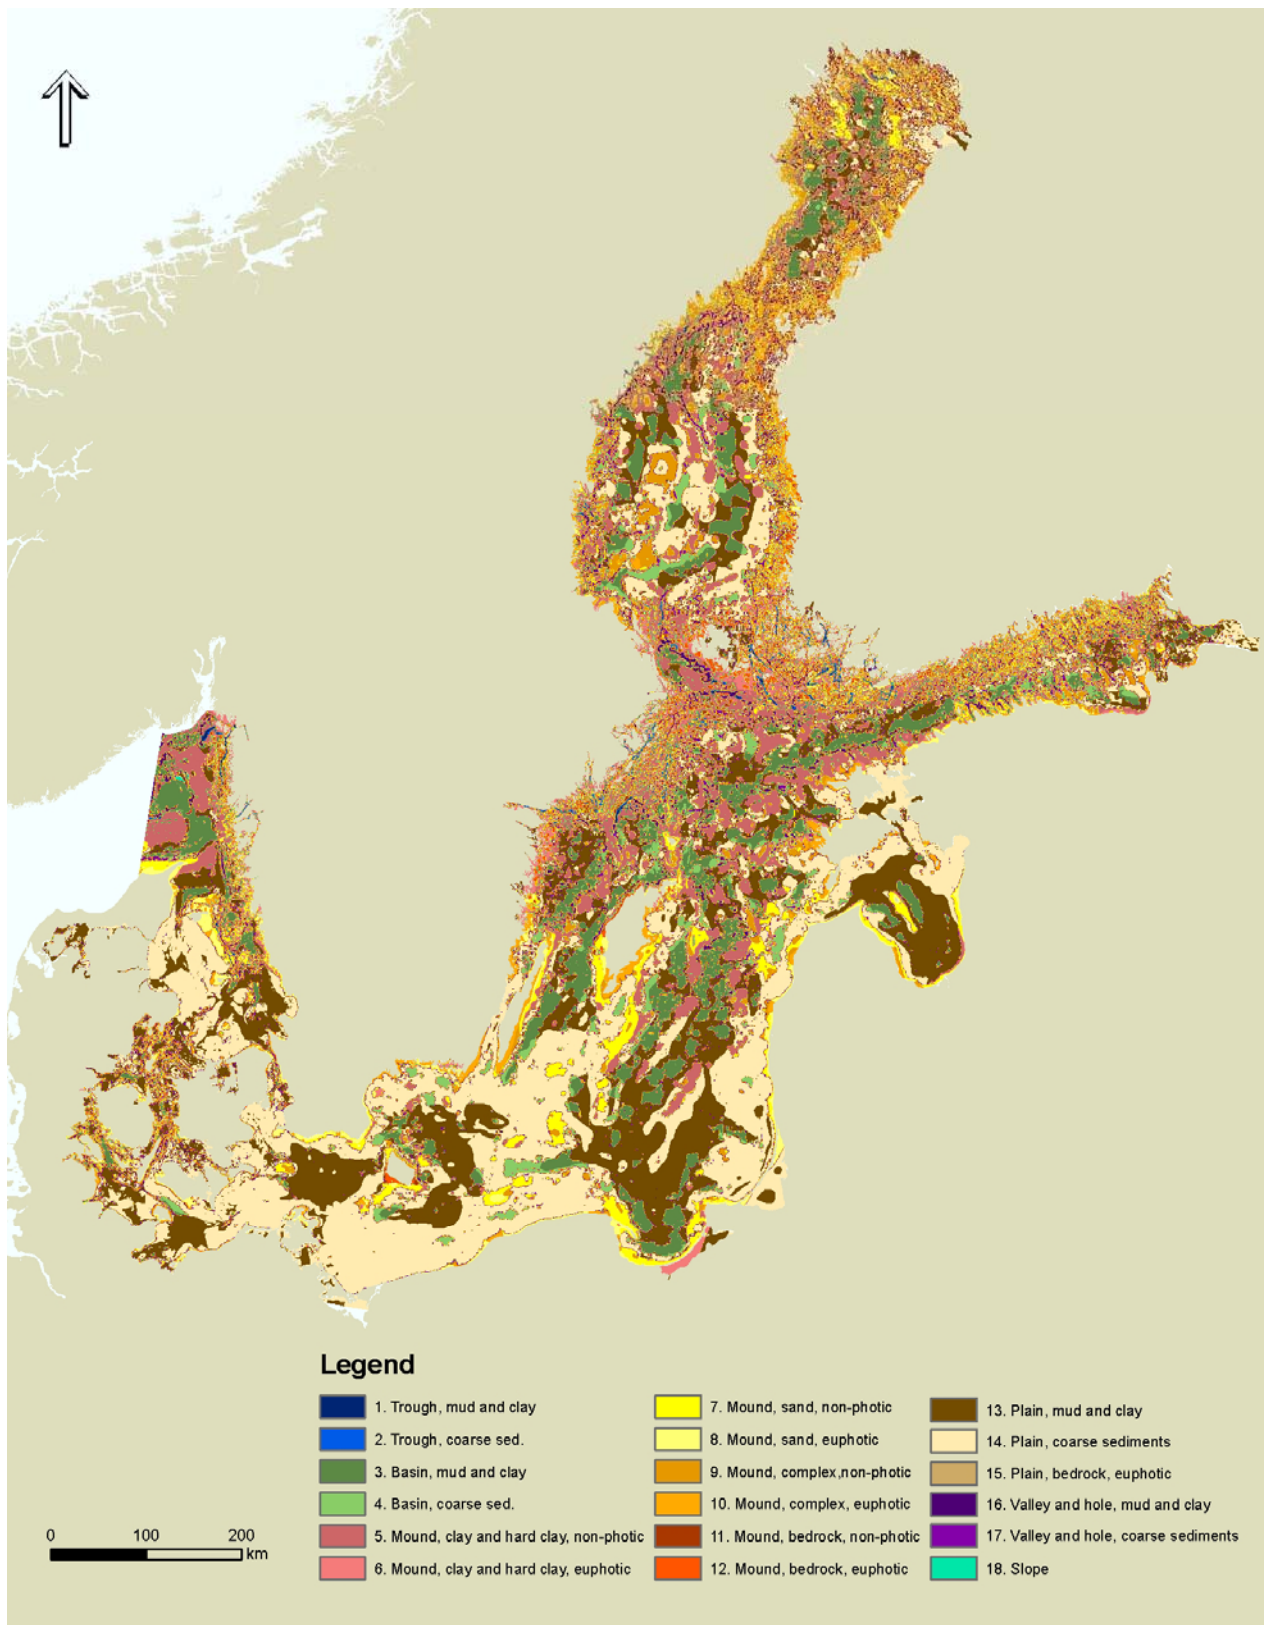 Legend
1. Trough, mud and clay
2. Trough, coarse sed.
3. Basin, mud and clay
4. Basin, coarse sed.
5. Mound, clay and hard clay, non-photic
6. Mound, clay and hard clay, euphotic
7. Mound, sand, non-photic
8. Mound, sand, euphotic
9. Mound, complex,non-photic
10. Mound, complex, euphotic
11. Mound, bedrock, non-photic
12. Mound, bedrock, euphotic
13. Plain, mud and clay
14. Plain, coarse sediments
15. Plain, bedrock, euphotic
16. Valley and hole, mud and clay
17. Valley and hole, coarse sediments
18. Slope
0 100 200
km